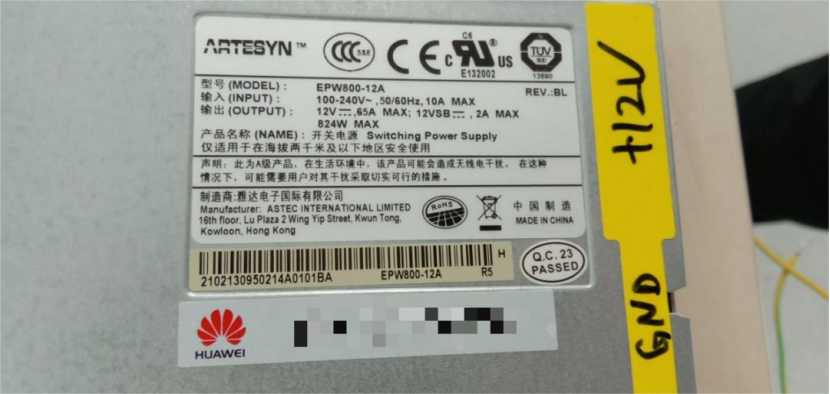 ARTESYN™
CCC S&E
CE
c UR US
C6
E132002
TÜV
13890
型号 (MODEL) : EPW800-12A
REV.:BL
输入 (INPUT) : 100-240V~ ,50/60Hz, 10A MAX
输出 (OUTPUT) : 12V⎓,65A MAX; 12VSB⎓, 2A MAX
824W MAX
产品名称 (NAME) : 开关电源 Switching Power Supply
仅适用于在海拔两千米及以下地区安全使用
声明: 此为A级产品, 在生活环境中, 该产品可能会造成无线电干扰, 在这种
情况下, 可能需要用户对其干扰采取切实可行的措施。
制造商:雅达电子国际有限公司
Manufacturer: ASTEC INTERNATIONAL LIMITED
16th floor, Lu Plaza 2 Wing Yip Street, Kwun Tong,
Kowloon, Hong Kong
RoHS
中国制造
MADE IN CHINA
H
2102130950214A0101BA EPW800-12A R5
Q.C. 23
PASSED
HUAWEI
+12V
GND